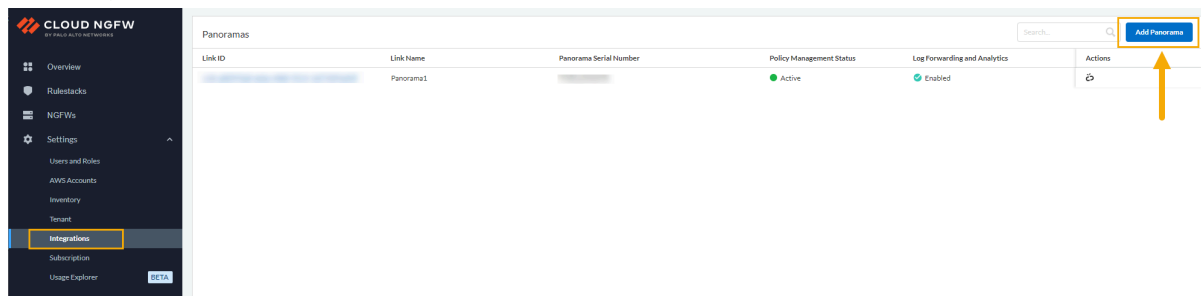 CLOUD NGFW
BY PALO ALTO NETWORKS
Overview
Rulestacks
NGFWs
Settings
Users and Roles
AWS Accounts
Inventory
Tenant
Integrations
Subscription
Usage Explorer BETA
Panoramas Search... Add Panorama
Link ID Link Name Panorama Serial Number Policy Management Status Log Forwarding and Analytics Actions
Panorama1 Active Enabled